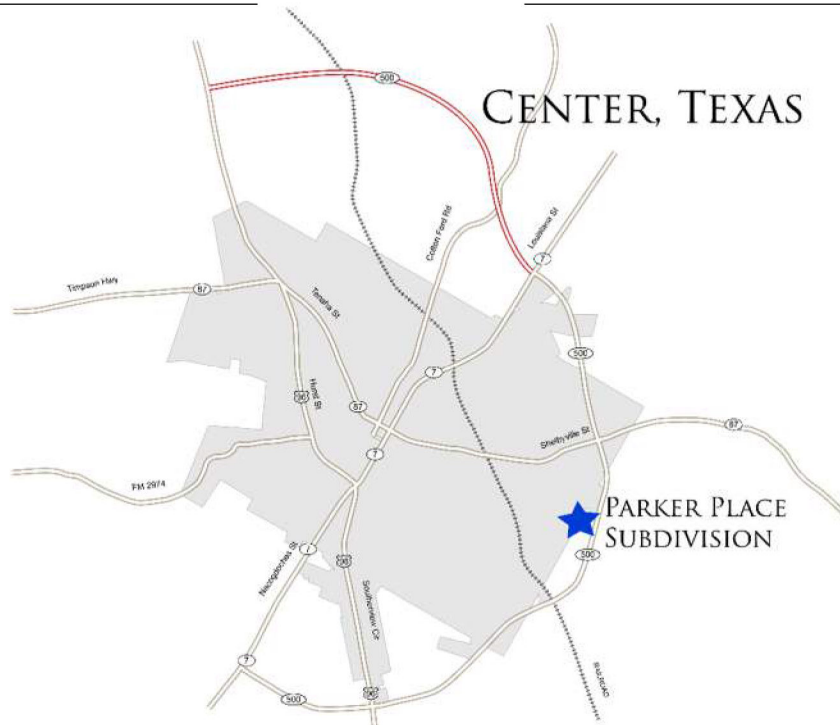 500
CENTER, TEXAS
Cotton Ford Rd
Louisiana St
7
Timpson Hwy
87
Tenaha St
500
7
Hurst St
96
87
Shelbyville St
87
7
FM 2974
PARKER PLACE
SUBDIVISION
Nacogdoches St
7
96
500
Southview Cir
7
RAILROAD
500
96